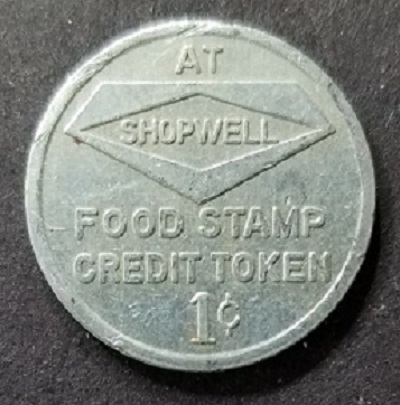 AT
SHOPWELL
FOOD STAMP
CREDIT TOKEN
1¢